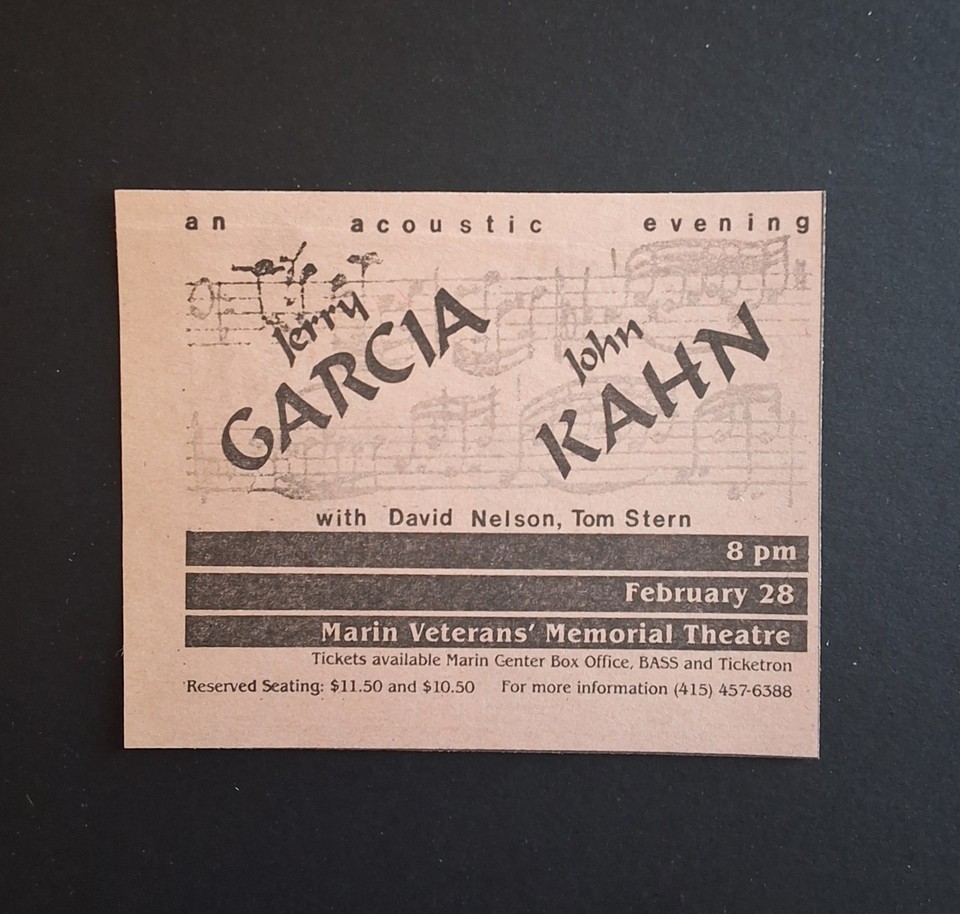 an acoustic evening
Jerry
GARCIA
John
KAHN
with David Nelson, Tom Stern
8 pm
February 28
Marin Veterans' Memorial Theatre
Tickets available Marin Center Box Office, BASS and Ticketron
Reserved Seating: $11.50 and $10.50 For more information (415) 457-6388